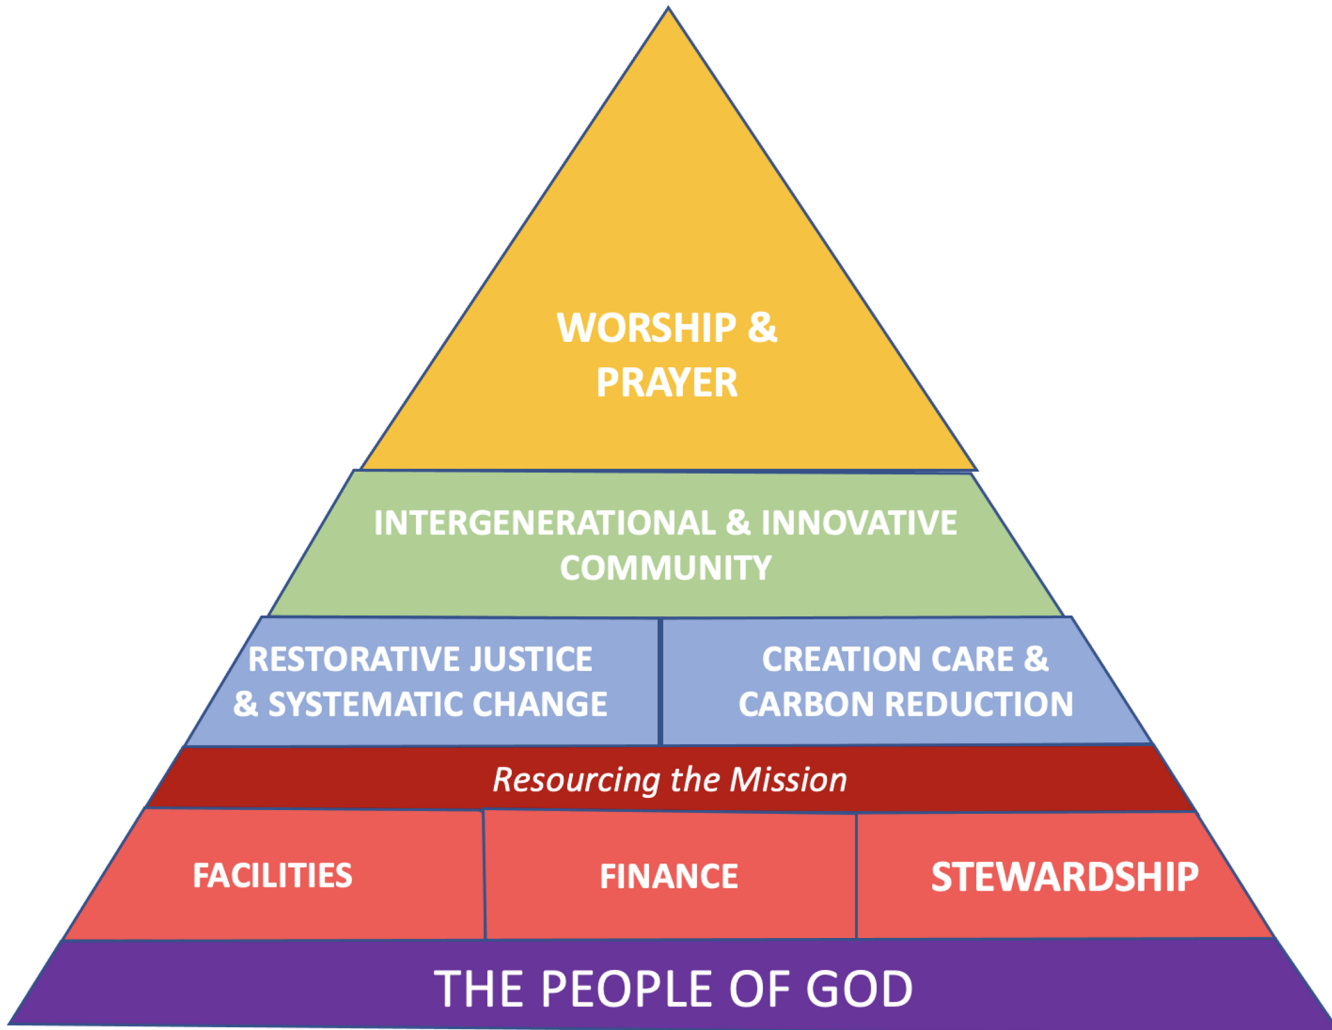 WORSHIP &
PRAYER
INTERGENERATIONAL & INNOVATIVE
COMMUNITY
RESTORATIVE JUSTICE
& SYSTEMATIC CHANGE
CREATION CARE &
CARBON REDUCTION
Resourcing the Mission
FACILITIES
FINANCE
STEWARDSHIP
THE PEOPLE OF GOD